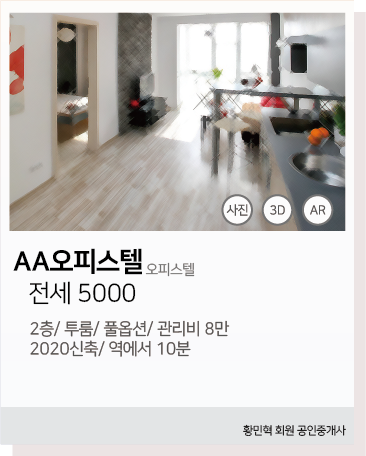 사진 3D AR
AA오피스텔 오피스텔
전세 5000
2층/ 투룸/ 풀옵션/ 관리비 8만
2020신축/ 역에서 10분
황민혁 회원 공인중개사